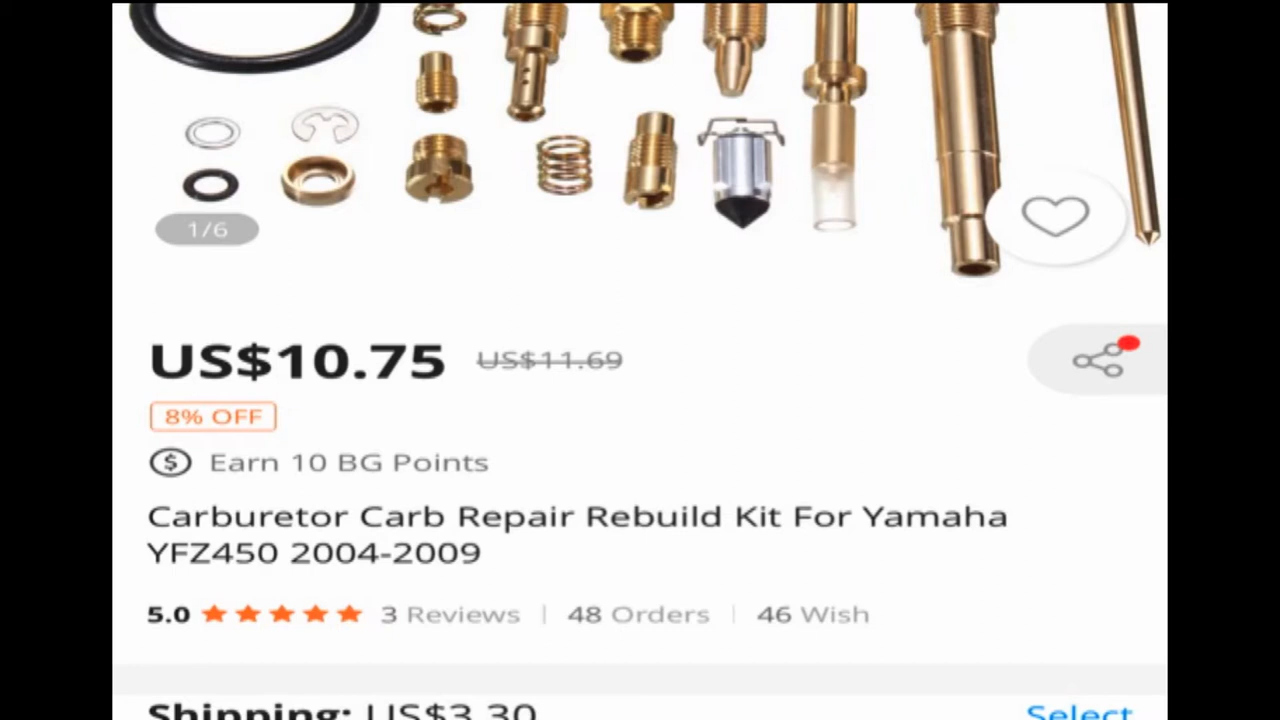 1/6
US$10.75 US$11.69
8% OFF
$ Earn 10 BG Points
Carburetor Carb Repair Rebuild Kit For Yamaha
YFZ450 2004-2009
5.0 3 Reviews | 48 Orders | 46 Wish
Shipping: US$3.30 Select